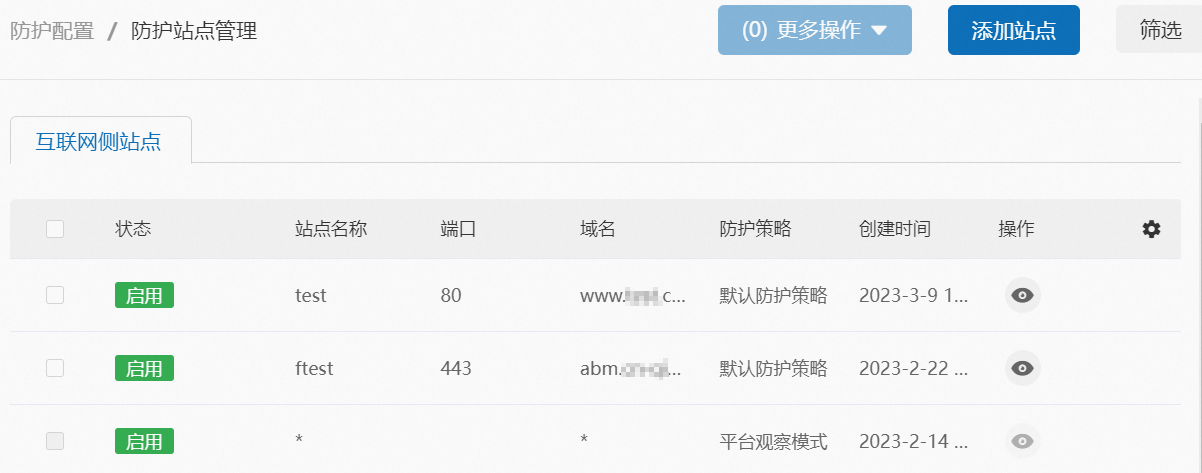 防护配置 / 防护站点管理 (0) 更多操作 添加站点 筛选
互联网侧站点
状态 站点名称 端口 域名 防护策略 创建时间 操作
启用 test 80 www. .c... 默认防护策略 2023-3-9 1...
启用 ftest 443 abm. ... 默认防护策略 2023-2-22 ...
启用 * * 平台观察模式 2023-2-14 ...